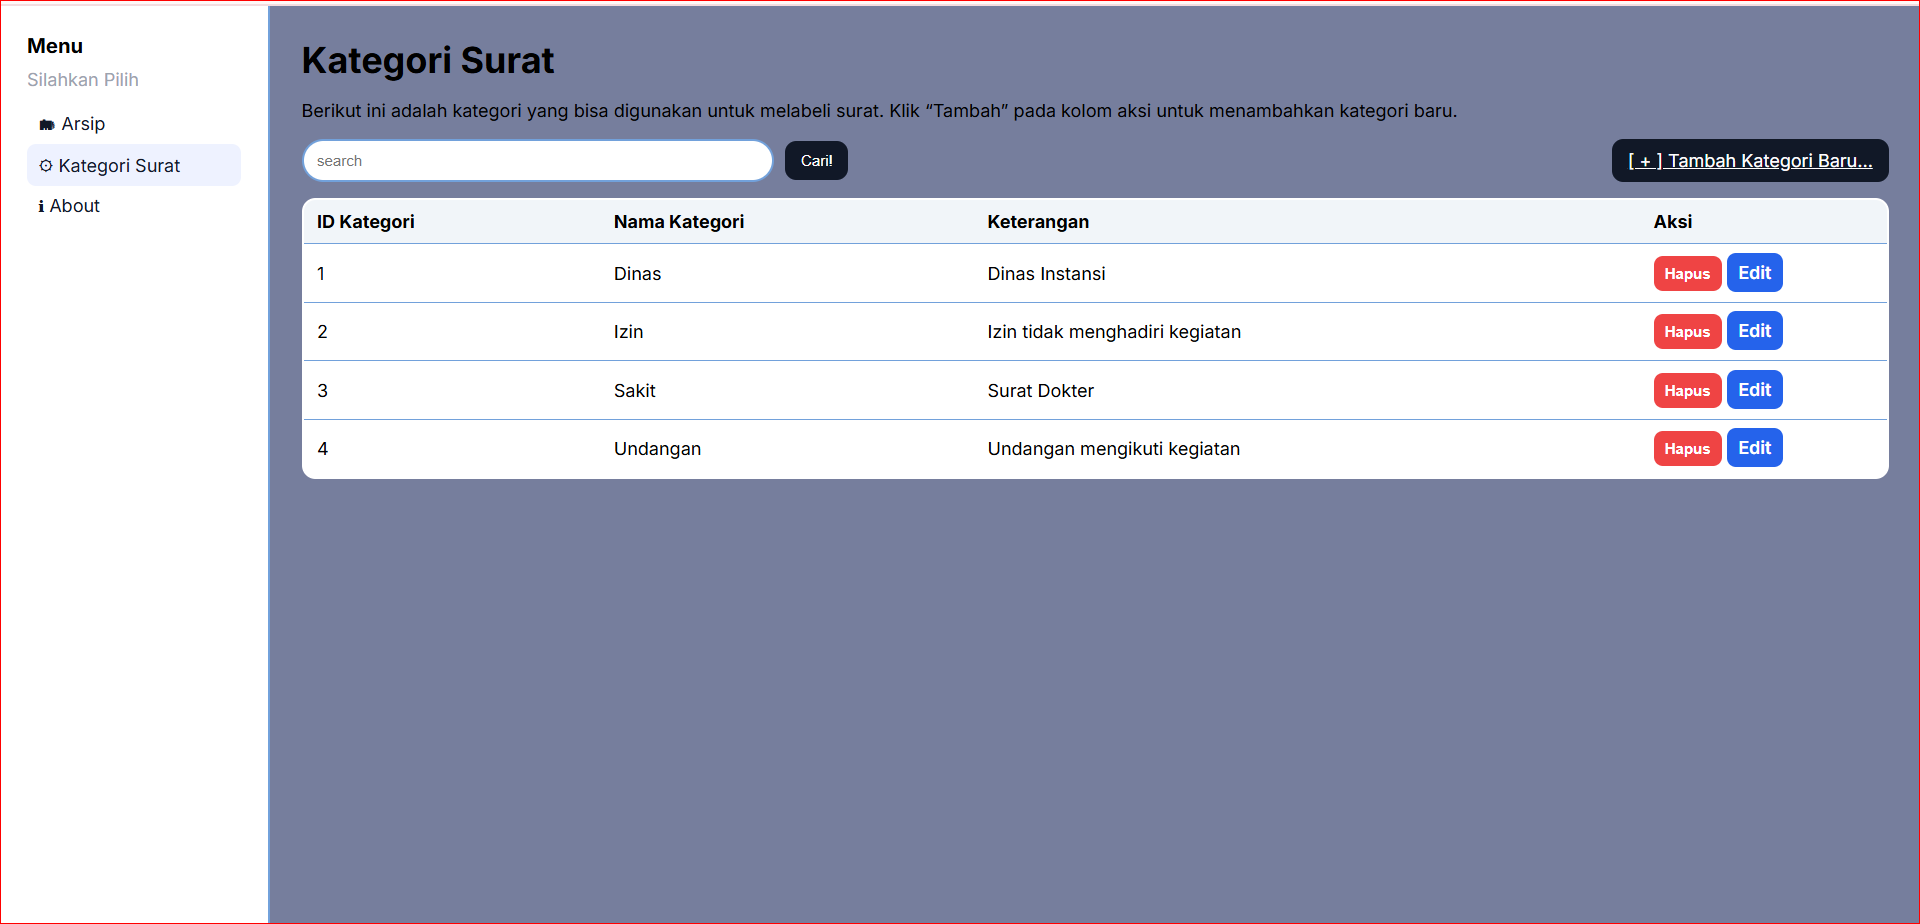 Menu
Silahkan Pilih
Arsip
Kategori Surat
About
Kategori Surat
Berikut ini adalah kategori yang bisa digunakan untuk melabeli surat. Klik “Tambah” pada kolom aksi untuk menambahkan kategori baru.
search Cari! [ + ] Tambah Kategori Baru...
ID Kategori Nama Kategori Keterangan Aksi
1 Dinas Dinas Instansi Hapus Edit
2 Izin Izin tidak menghadiri kegiatan Hapus Edit
3 Sakit Surat Dokter Hapus Edit
4 Undangan Undangan mengikuti kegiatan Hapus Edit